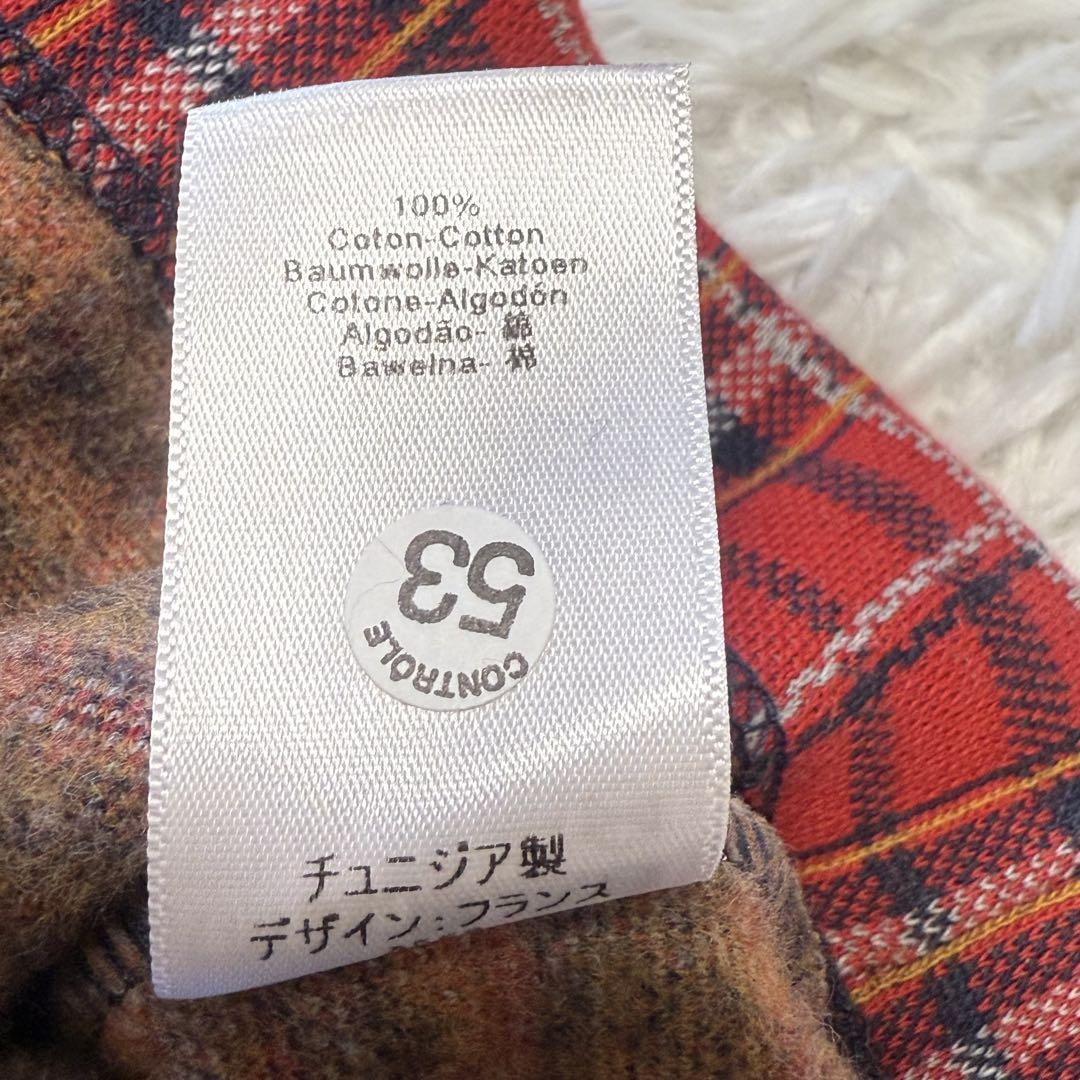 100%
Coton-Cotton
Baumwolle-Katoen
Cotone-Algodón
Algodão- 綿
Bawelna- 棉
53
CONTROLE
チュニジア製
デザイン:フランス